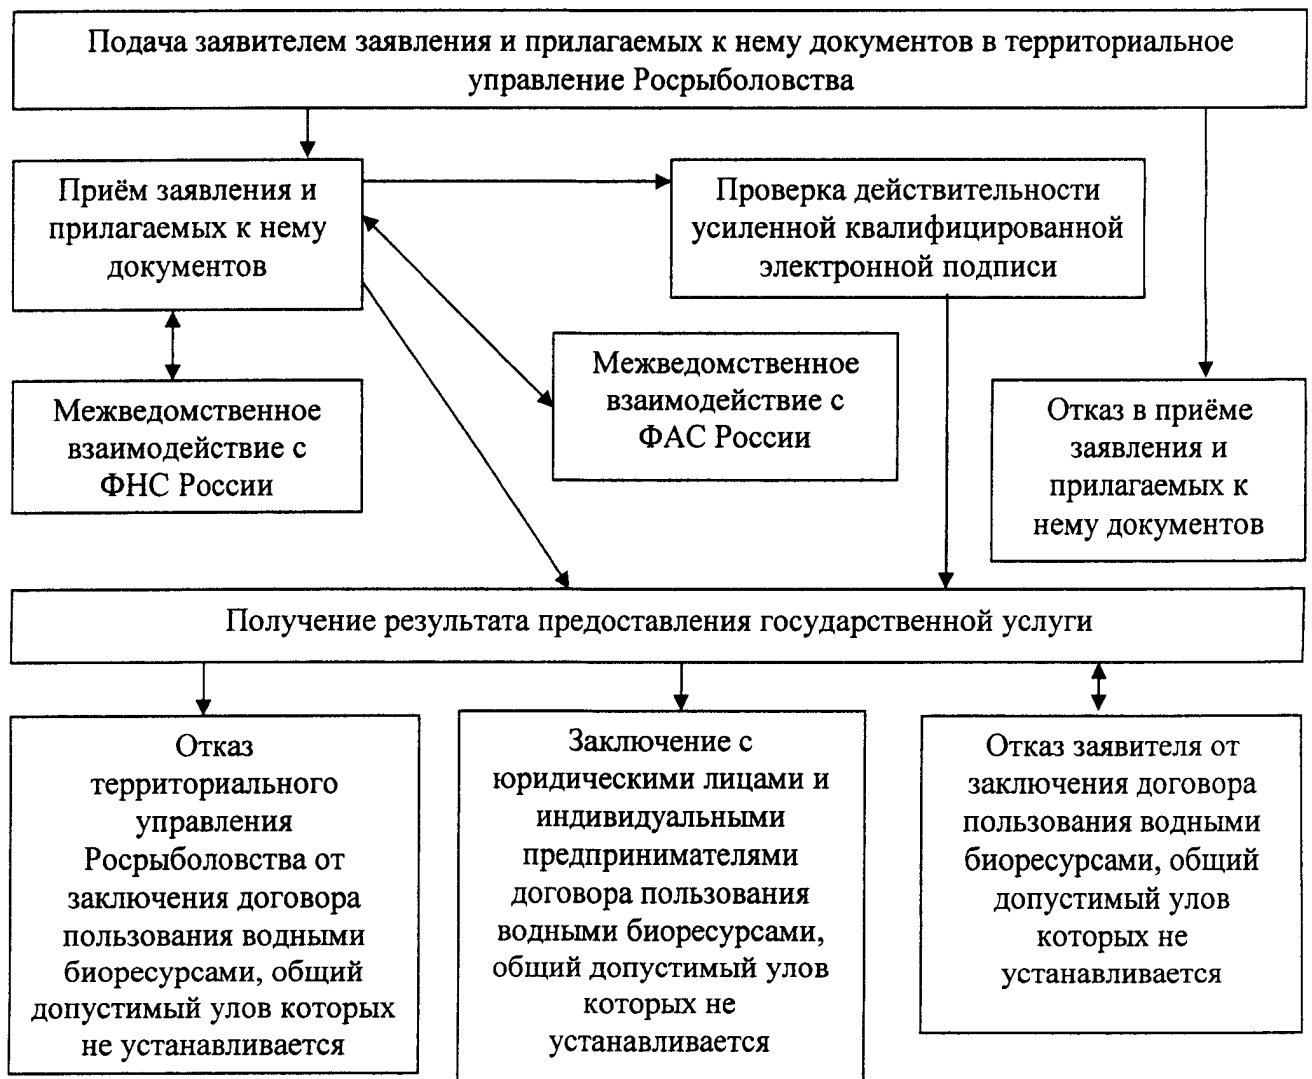 Подача заявителем заявления и прилагаемых к нему документов в территориальное
управление Росрыболовства
Приём заявления и
прилагаемых к нему
документов
Проверка действительности
усиленной квалифицированной
электронной подписи
Межведомственное
взаимодействие с
ФНС России
Межведомственное
взаимодействие с
ФАС России
Отказ в приёме
заявления и
прилагаемых к
нему документов
Получение результата предоставления государственной услуги
Отказ
территориального
управления
Росрыболовства от
заключения договора
пользования водными
биоресурсами, общий
допустимый улов которых
не устанавливается
Заключение с
юридическими лицами и
индивидуальными
предпринимателями
договора пользования
водными биоресурсами,
общий допустимый улов
которых не
устанавливается
Отказ заявителя от
заключения договора
пользования водными
биоресурсами, общий
допустимый улов
которых не
устанавливается